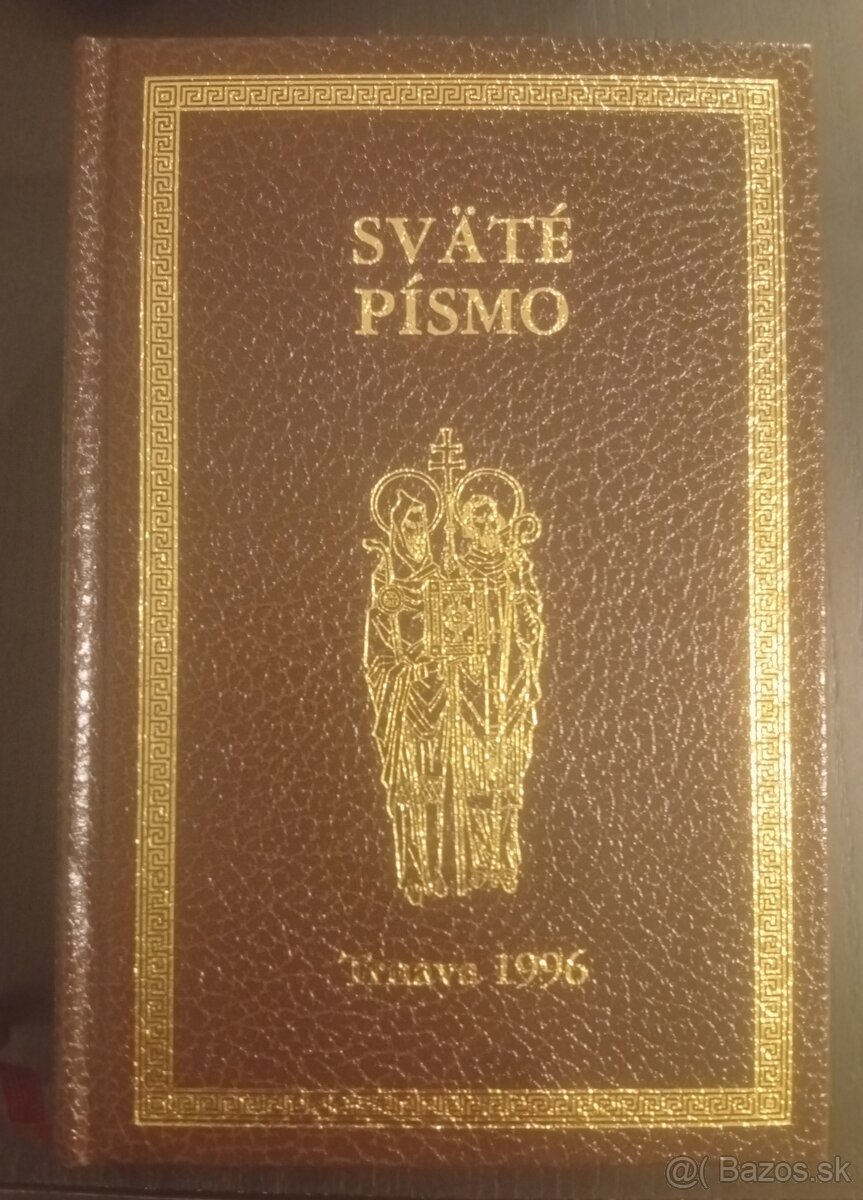 SVÄTÉ
PÍSMO
Trnava 1996
@( Bazos.sk